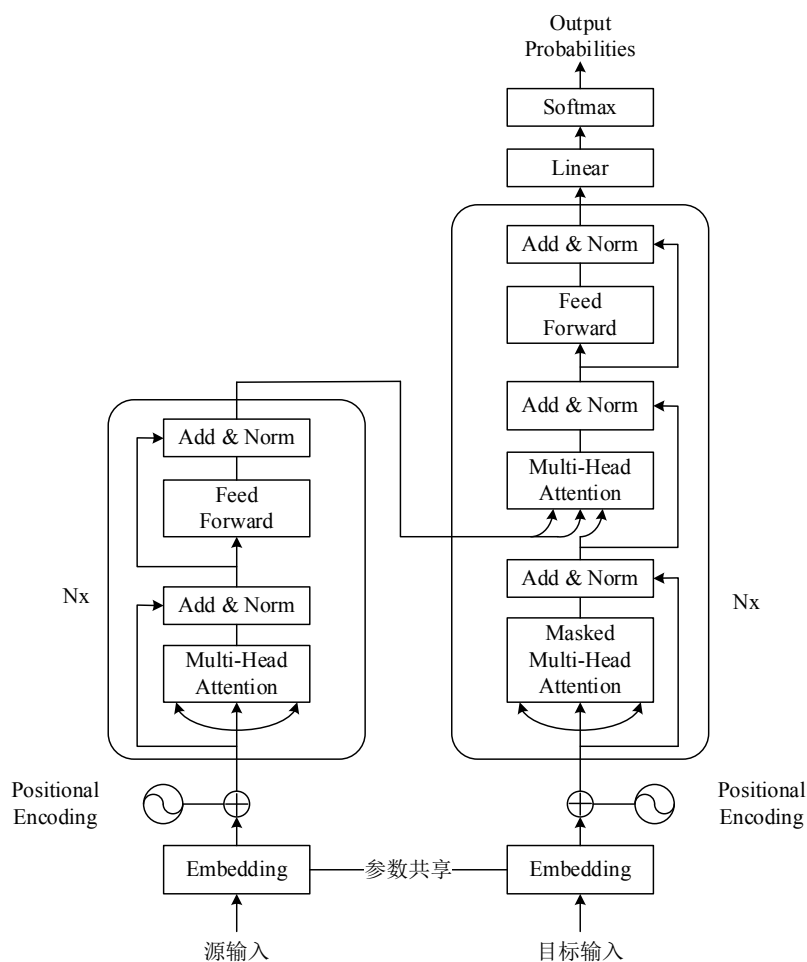 Output
Probabilities
Softmax
Linear
Add & Norm
Feed
Forward
Add & Norm
Multi-Head
Attention
Add & Norm
Masked
Multi-Head
Attention
Nx
Add & Norm
Feed
Forward
Add & Norm
Multi-Head
Attention
Nx
Positional
Encoding
Positional
Encoding
Embedding
参数共享
Embedding
源输入
目标输入